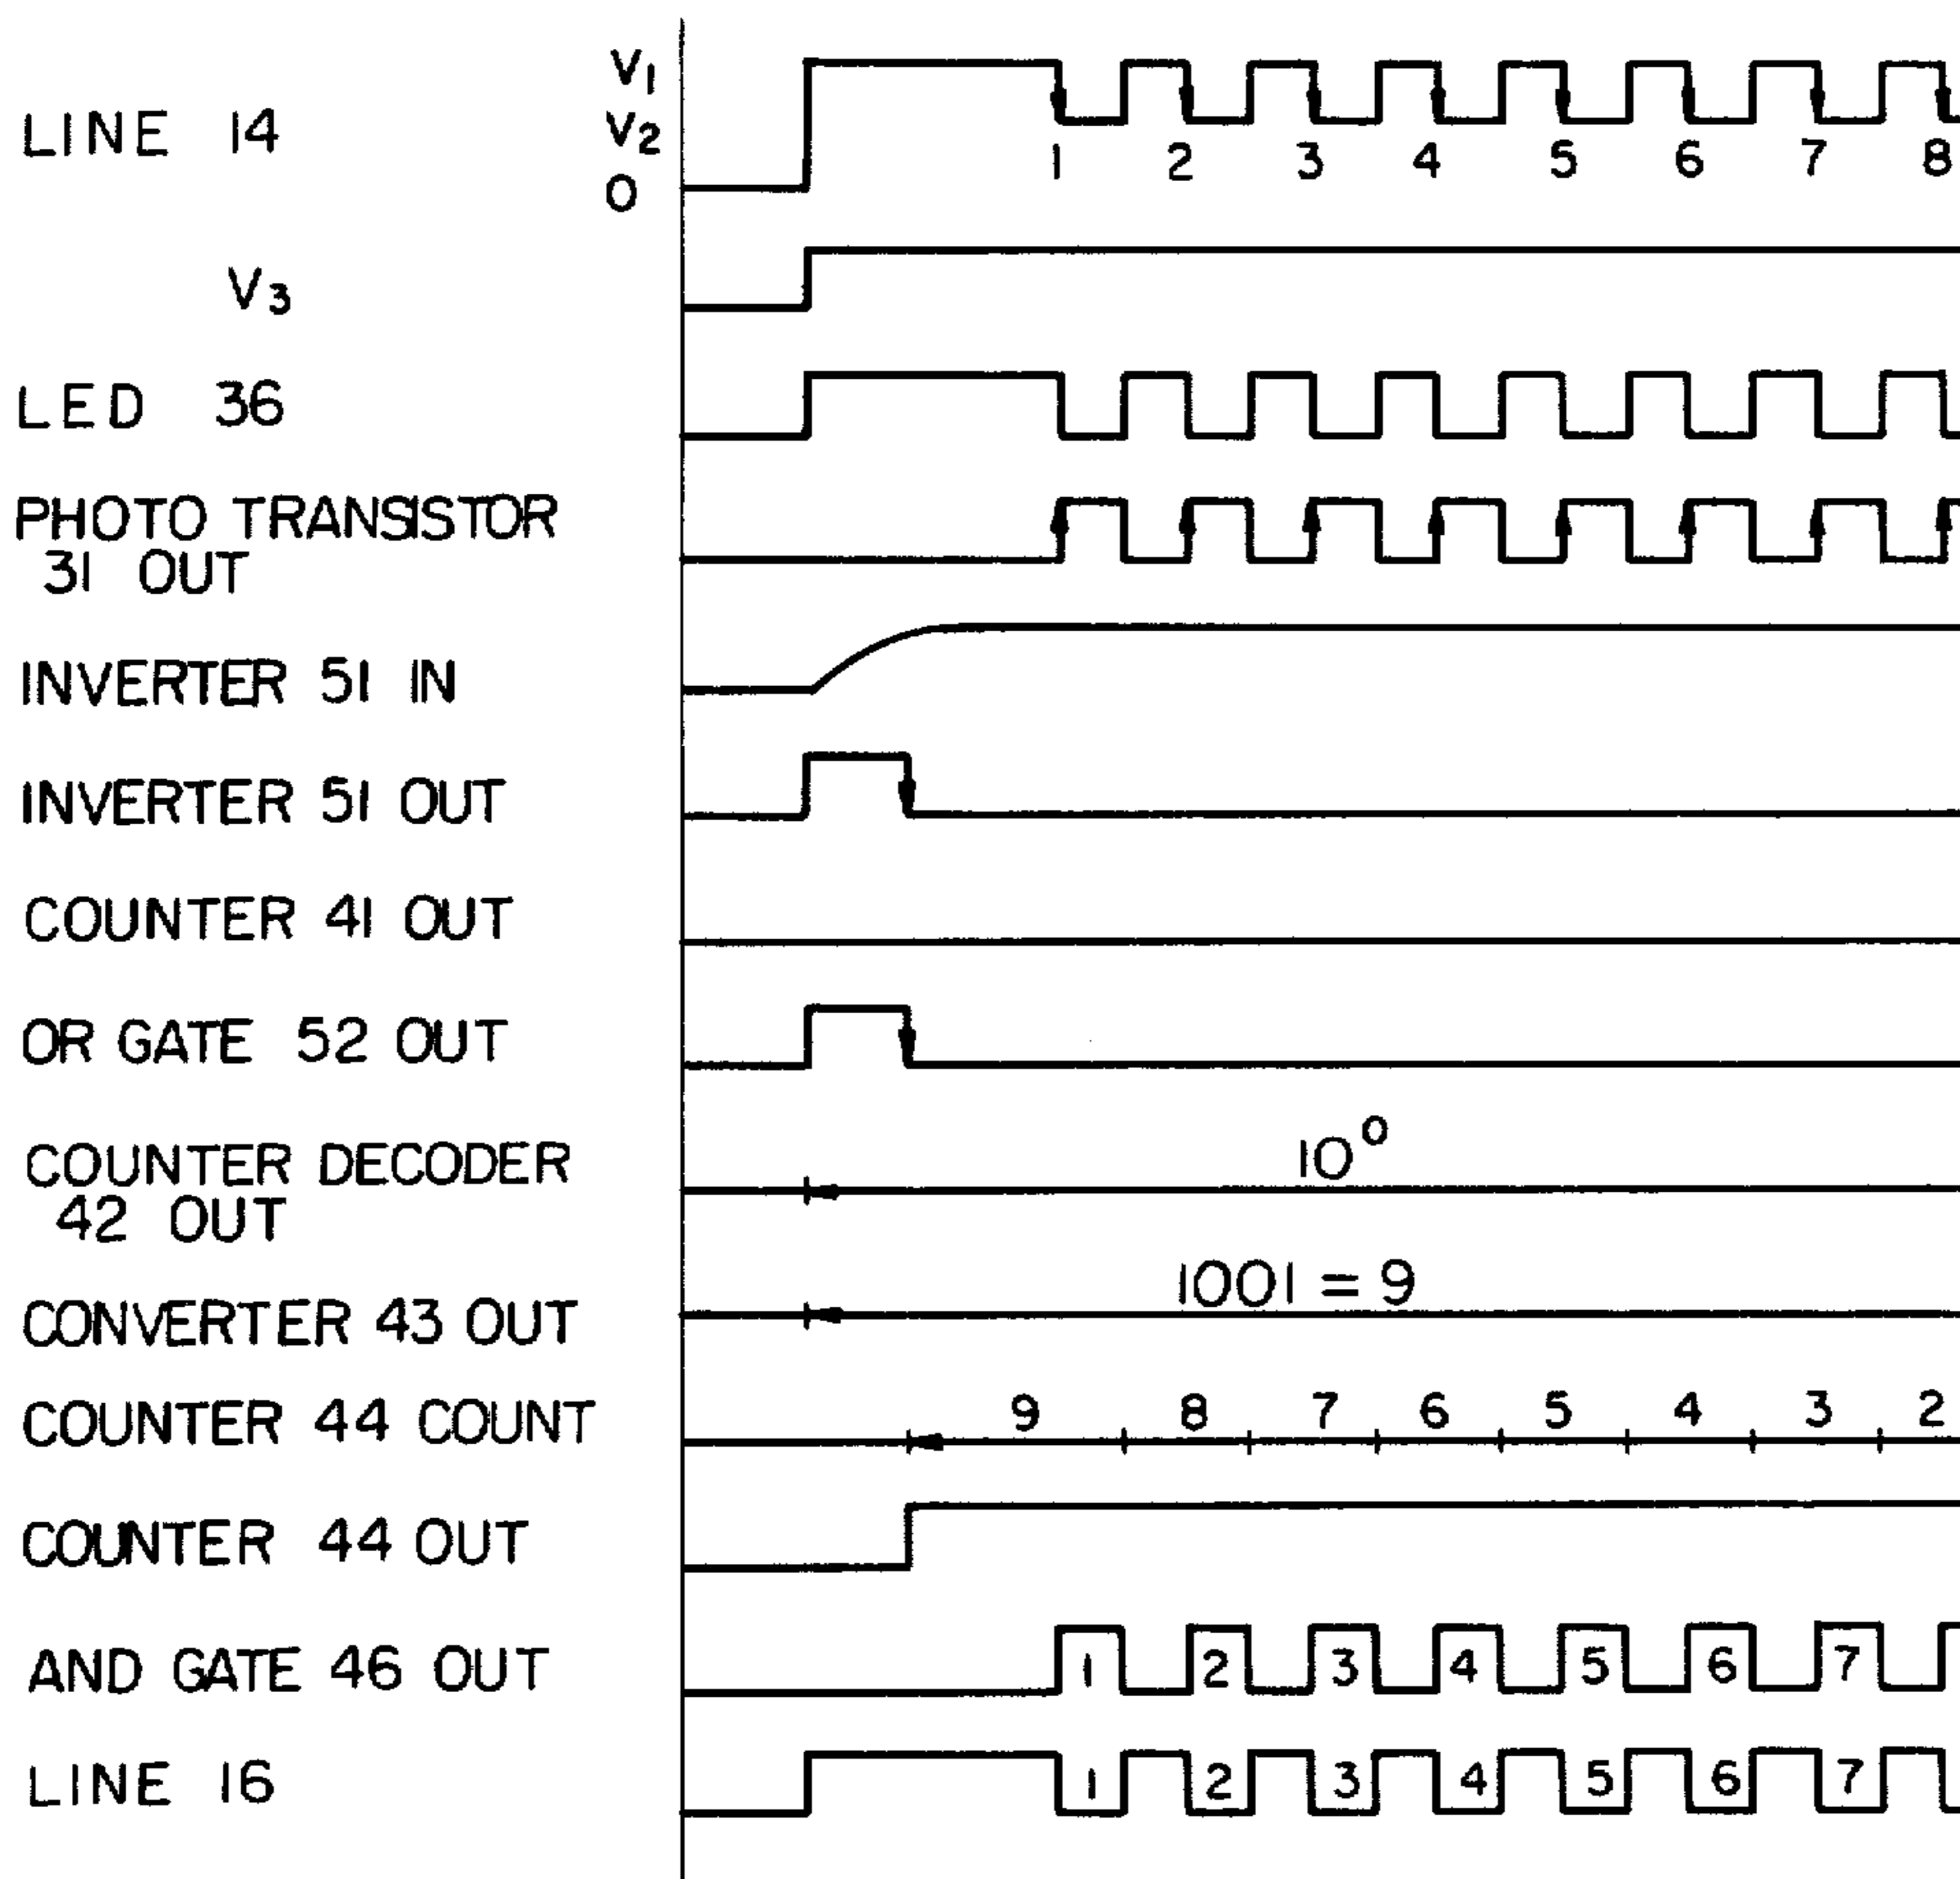 V1
LINE 14
V2
0
1 2 3 4 5 6 7 8
V3
LED 36
PHOTO TRANSISTOR
31 OUT
INVERTER 51 IN
INVERTER 51 OUT
COUNTER 41 OUT
OR GATE 52 OUT
COUNTER DECODER
42 OUT
10°
CONVERTER 43 OUT
1001 = 9
COUNTER 44 COUNT
9 8 7 6 5 4 3 2
COUNTER 44 OUT
AND GATE 46 OUT
1 2 3 4 5 6 7
LINE 16
1 2 3 4 5 6 7